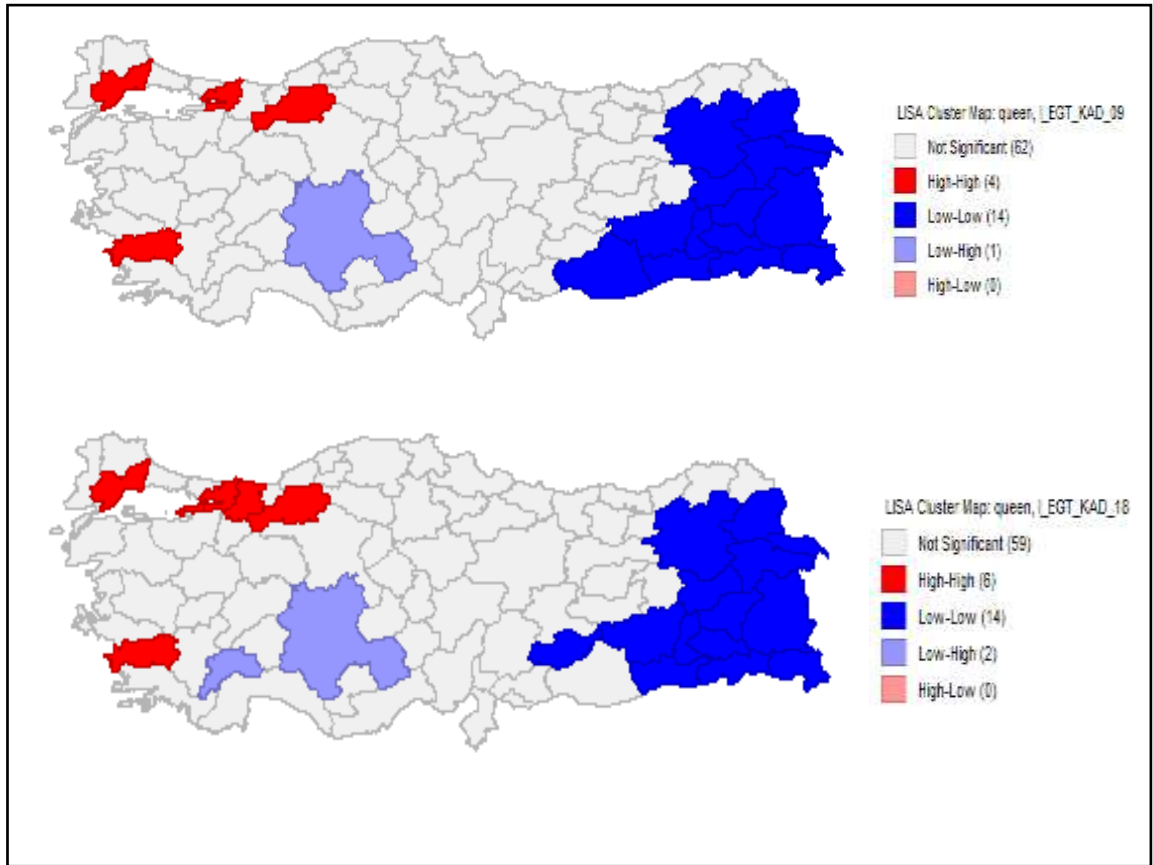 LISA Cluster Map: queen, I_EGT_KAD_09
Not Significant (62)
High-High (4)
Low-Low (14)
Low-High (1)
High-Low (0)
LISA Cluster Map: queen, I_EGT_KAD_18
Not Significant (59)
High-High (6)
Low-Low (14)
Low-High (2)
High-Low (0)